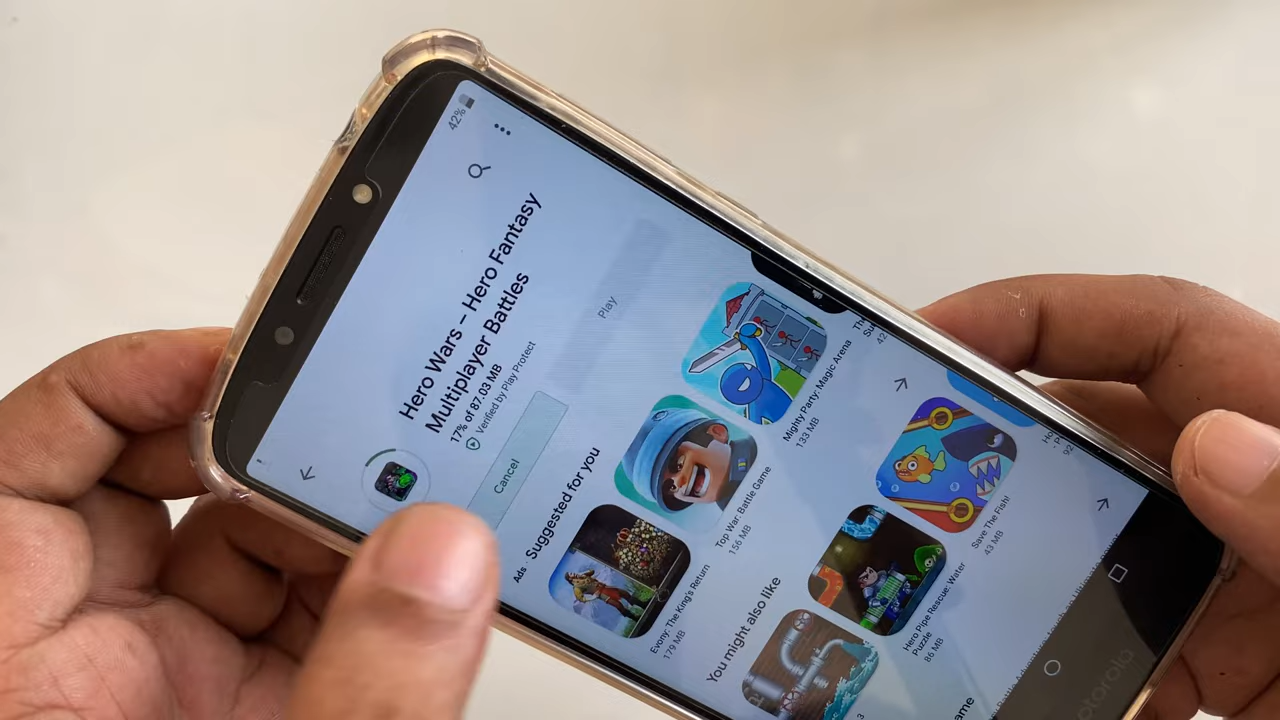 42%
Hero Wars – Hero Fantasy
Multiplayer Battles
17% of 87.03 MB
Verified by Play Protect
Cancel
Play
Ads · Suggested for you
Evony: The King's Return
179 MB
Top War: Battle Game
156 MB
Mighty Party: Magic Arena
133 MB
42
You might also like
Hero Pipe Rescue: Water
Puzzle
86 MB
Save The Fish!
43 MB
92